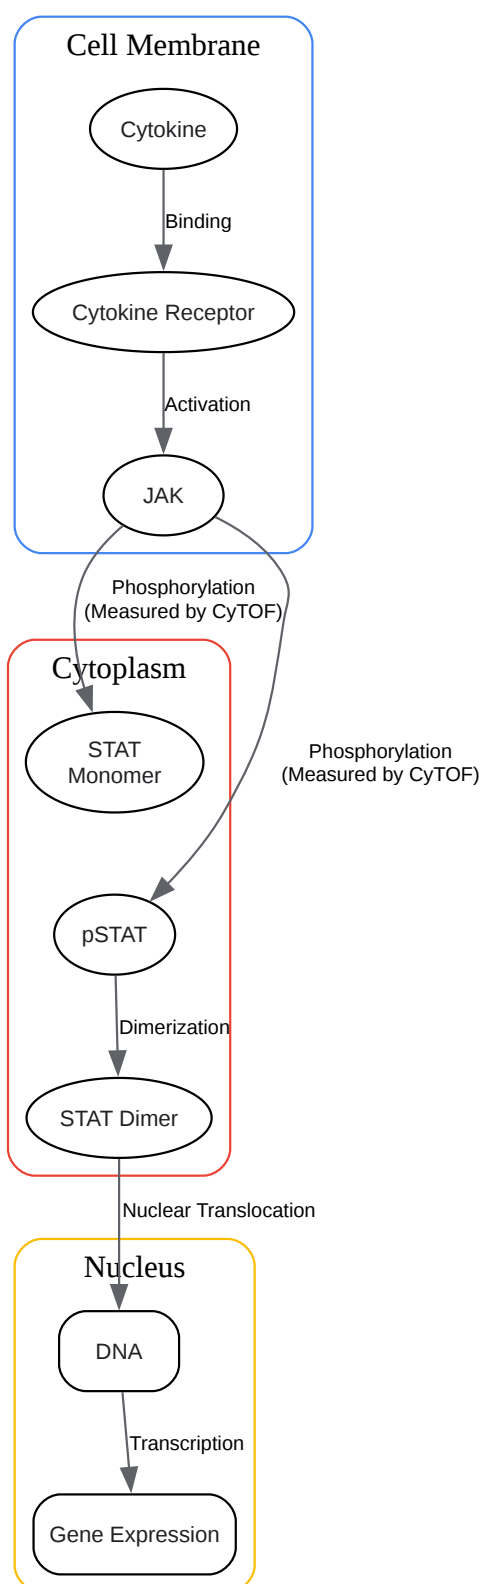 Cell Membrane
Cytokine
Binding
Cytokine Receptor
Activation
JAK
Phosphorylation
(Measured by CyTOF)
Cytoplasm
STAT
Monomer
Phosphorylation
(Measured by CyTOF)
pSTAT
Dimerization
STAT Dimer
Nuclear Translocation
Nucleus
DNA
Transcription
Gene Expression